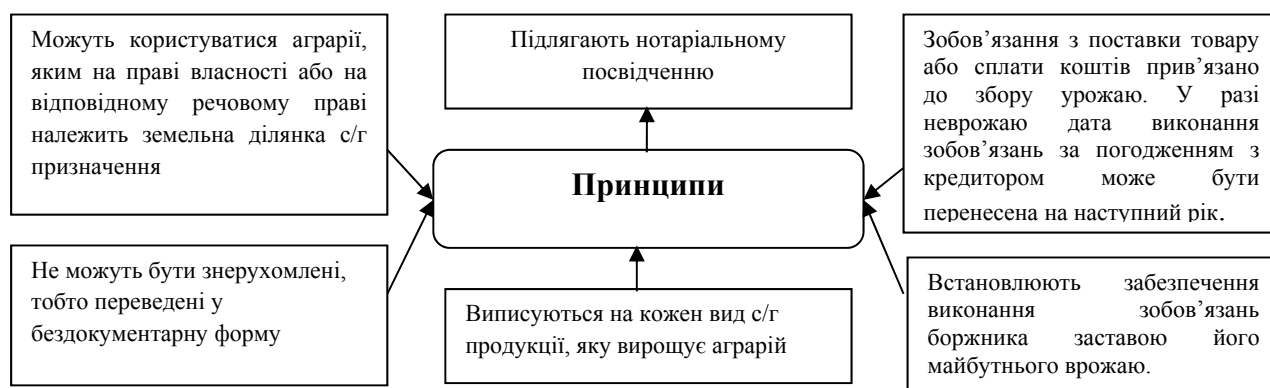 Можуть користуватися аграрії,
яким на праві власності або на
відповідному речовому праві
належить земельна ділянка с/г
призначення
Підлягають нотаріальному
посвідченню
Зобов’язання з поставки товару
або сплати коштів прив’язано
до збору урожаю. У разі
неврожаю дата виконання
зобов’язань за погодженням з
кредитором може бути
перенесена на наступний рік.
Принципи
Не можуть бути знерухомлені,
тобто переведені у
бездокументарну форму
Виписуються на кожен вид с/г
продукції, яку вирощує аграрій
Встановлюють забезпечення
виконання зобов’язань
боржника заставою його
майбутнього врожаю.